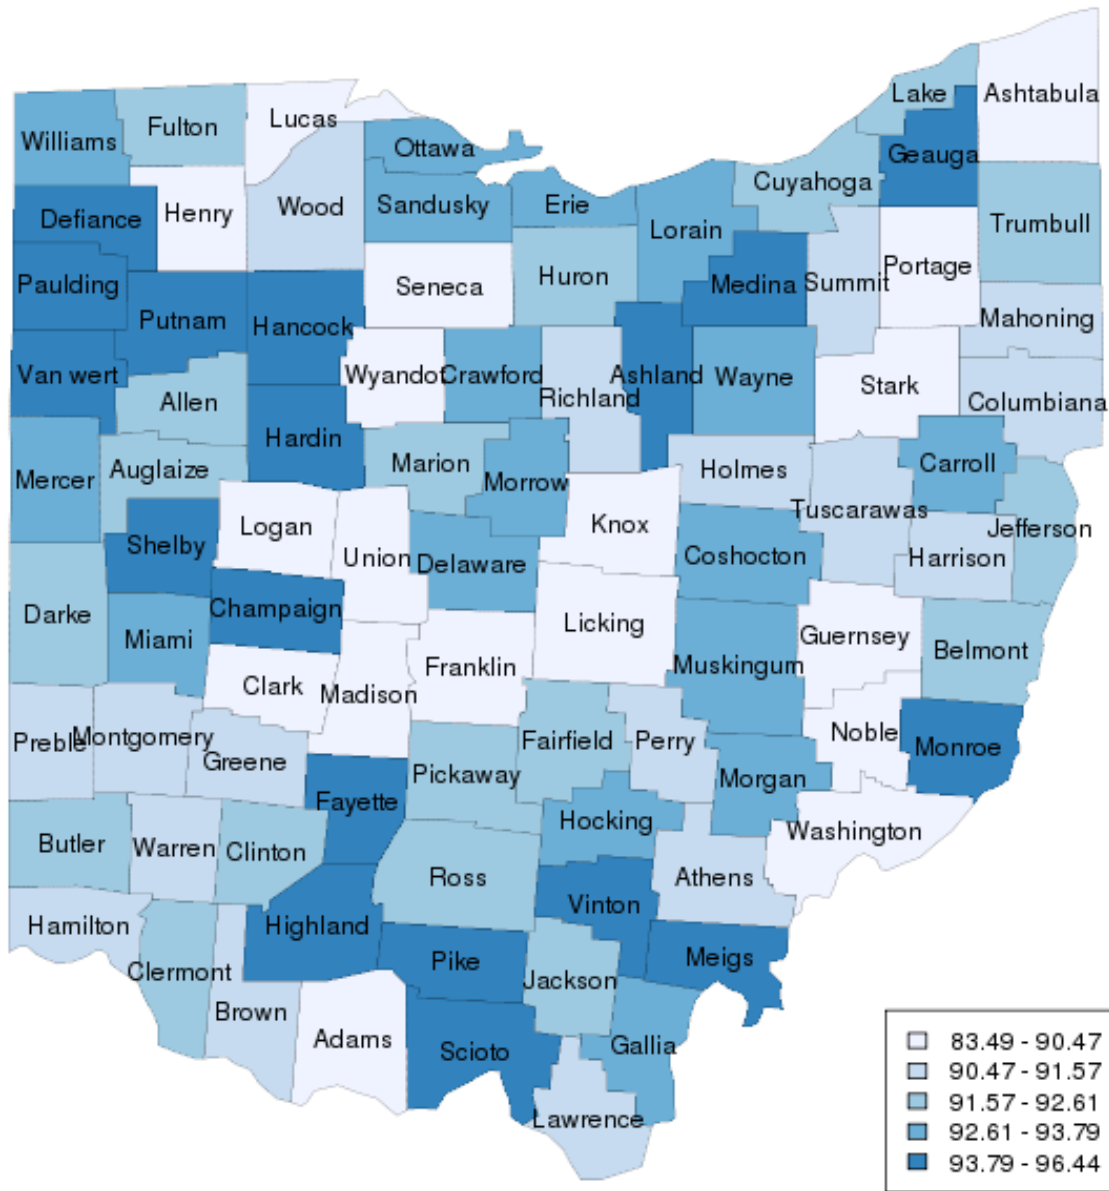 Lake
Ashtabula
Lucas
Williams
Fulton
Ottawa
Geauga
Cuyahoga
Defiance
Henry
Wood
Sandusky
Erie
Lorain
Trumbull
Paulding
Seneca
Huron
Medina
Summit
Portage
Putnam
Hancock
Mahoning
Van wert
Wyandot
Crawford
Ashland
Wayne
Stark
Allen
Richland
Columbiana
Hardin
Mercer
Auglaize
Marion
Morrow
Holmes
Carroll
Logan
Knox
Tuscarawas
Jefferson
Shelby
Union
Delaware
Coshocton
Harrison
Darke
Champaign
Miami
Licking
Guernsey
Belmont
Clark
Madison
Franklin
Muskingum
Preble
Montgomery
Greene
Pickaway
Fairfield
Perry
Noble
Monroe
Morgan
Fayette
Hocking
Washington
Butler
Warren
Clinton
Ross
Athens
Hamilton
Highland
Vinton
Clermont
Pike
Jackson
Meigs
Brown
Adams
Scioto
Gallia
Lawrence
83.49 - 90.47
90.47 - 91.57
91.57 - 92.61
92.61 - 93.79
93.79 - 96.44